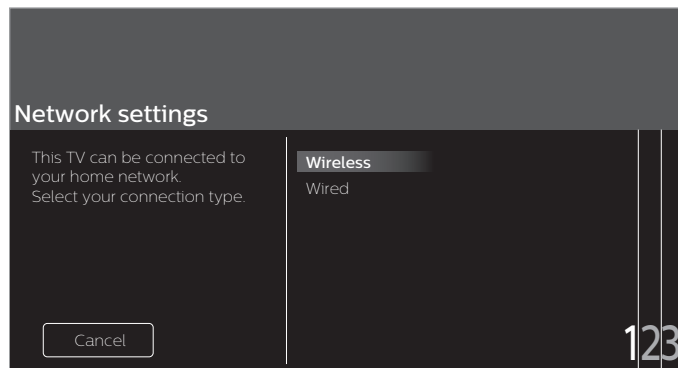 Network settings
This TV can be connected to
your home network.
Select your connection type.
Wireless
Wired
Cancel
123